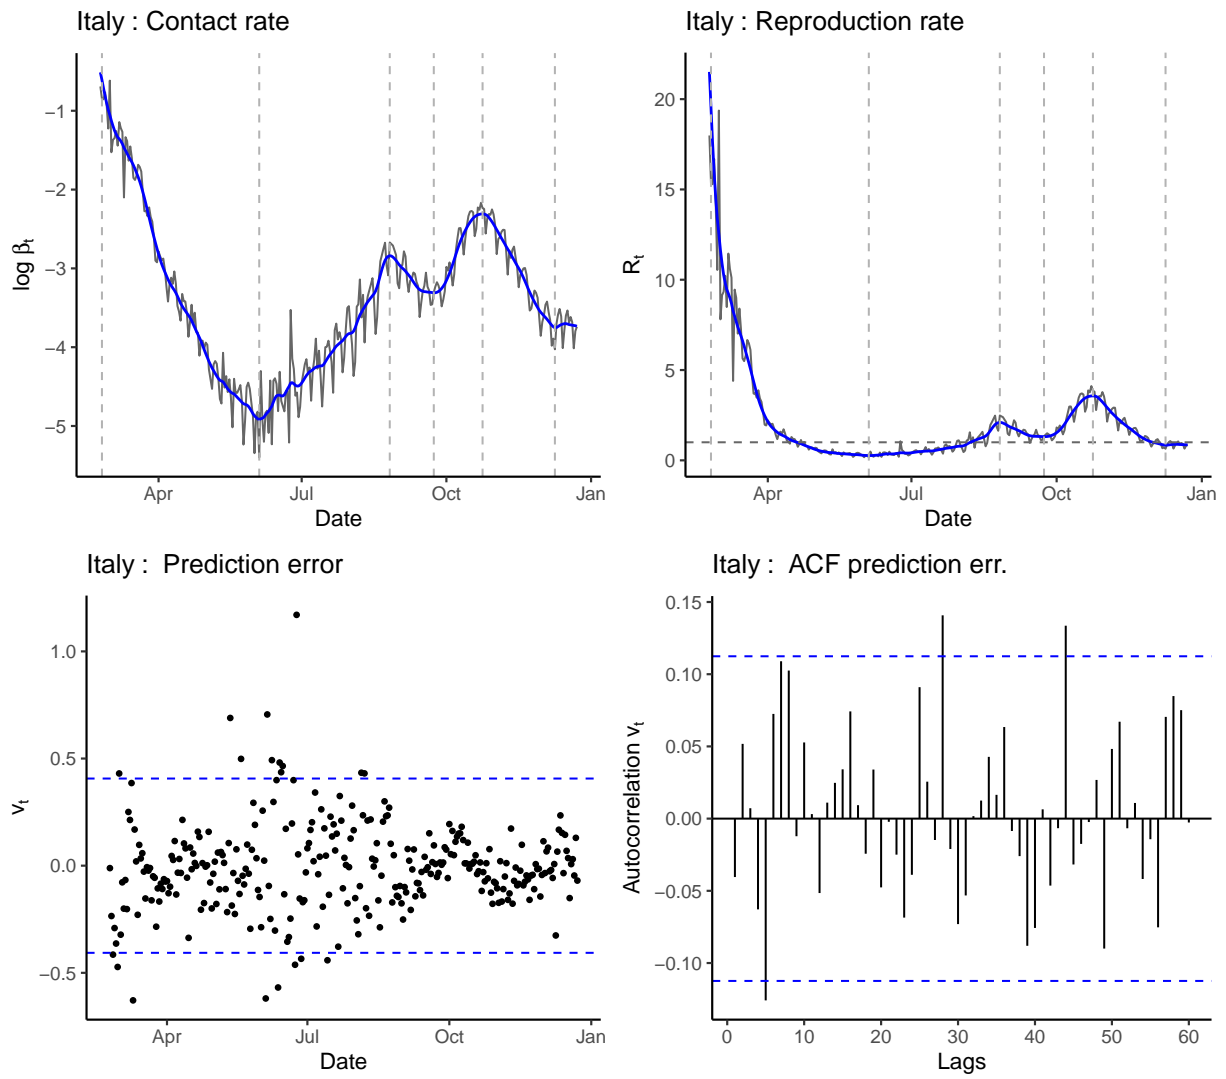 Italy : Contact rate
−1
−2
−3
−4
−5
log βt
Apr
Jul
Oct
Jan
Date
Italy : Reproduction rate
20
15
10
5
0
Rt
Apr
Jul
Oct
Jan
Date
Italy :  Prediction error
1.0
0.5
0.0
−0.5
vt
Apr
Jul
Oct
Jan
Date
Italy :  ACF prediction err.
0.15
0.10
0.05
0.00
−0.05
−0.10
Autocorrelation vt
0
10
20
30
40
50
60
Lags